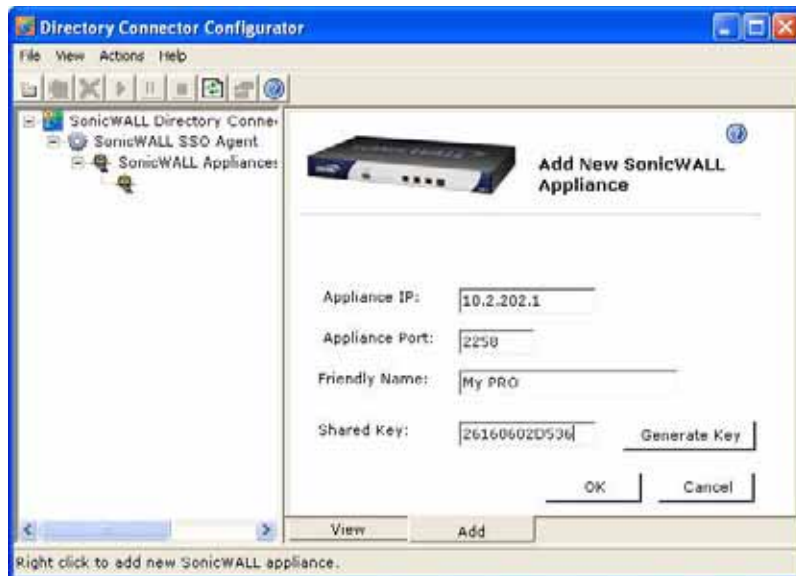 Directory Connector Configurator
File View Actions Help
SonicWALL Directory Conne
SonicWALL SSO Agent
SonicWALL Appliances
Add New SonicWALL
Appliance
Appliance IP: 10.2.202.1
Appliance Port: 2258
Friendly Name: My PRO
Shared Key: 26160602D536 Generate Key
OK Cancel
View Add
Right click to add new SonicWALL appliance.